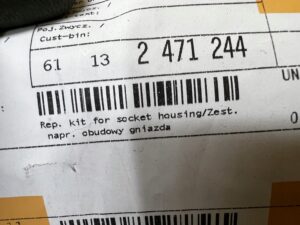 Poj.Zwycz. /
Cust-bin:
61 13 2 471 244
Rep. kit for socket housing/Zest.
napr. obudowy gniazda
UN
0